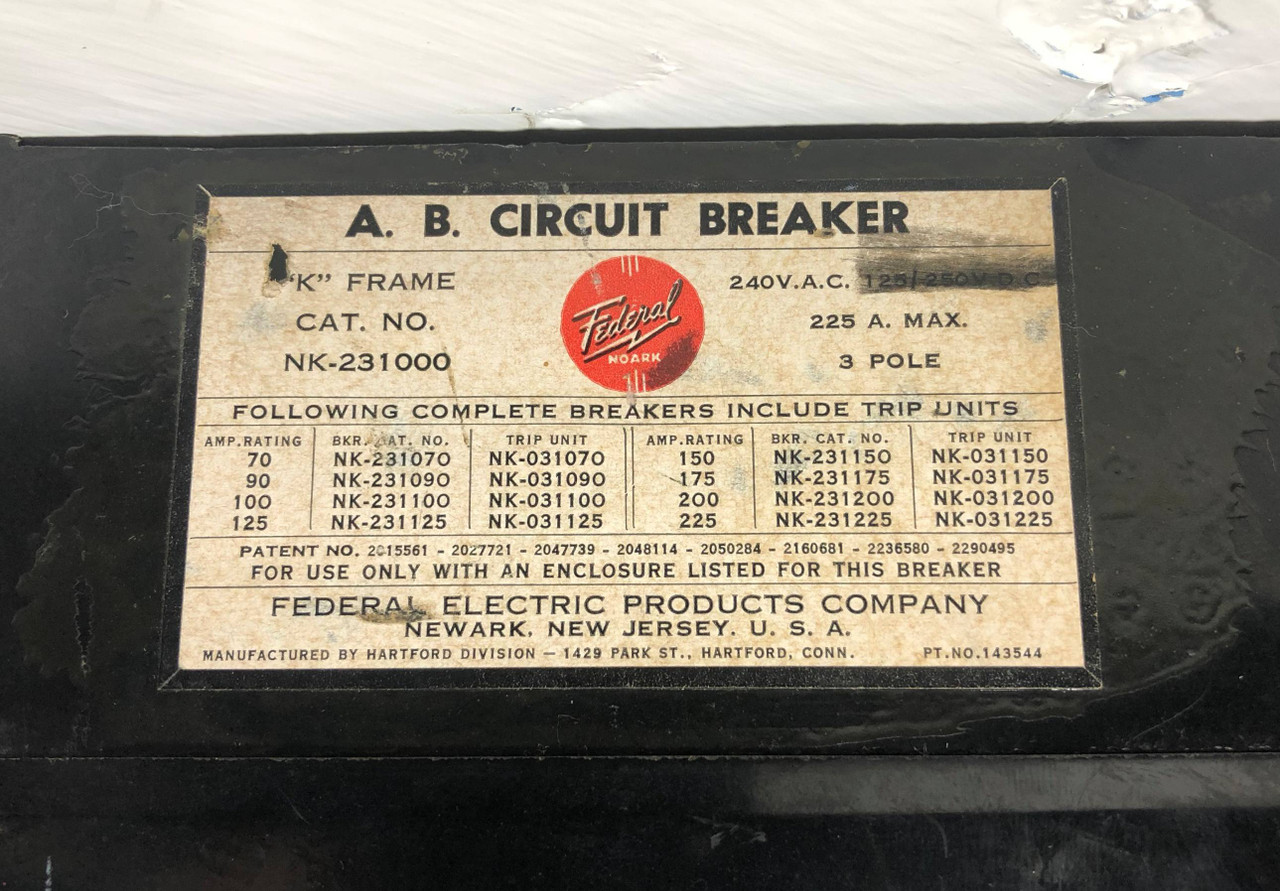 A. B. CIRCUIT BREAKER
"K" FRAME
CAT. NO.
NK-231000
Federal
NOARK
240V.A.C. 125/250V.D.C.
225 A. MAX.
3 POLE
FOLLOWING COMPLETE BREAKERS INCLUDE TRIP UNITS
AMP.RATING BKR. CAT. NO. TRIP UNIT AMP.RATING BKR. CAT. NO. TRIP UNIT
70 NK-231070 NK-031070 150 NK-231150 NK-031150
90 NK-231090 NK-031090 175 NK-231175 NK-031175
100 NK-231100 NK-031100 200 NK-231200 NK-031200
125 NK-231125 NK-031125 225 NK-231225 NK-031225
PATENT NO. 2015561 - 2027721 - 2047739 - 2048114 - 2050284 - 2160681 - 2236580 - 2290495
FOR USE ONLY WITH AN ENCLOSURE LISTED FOR THIS BREAKER
FEDERAL ELECTRIC PRODUCTS COMPANY
NEWARK, NEW JERSEY. U. S. A.
MANUFACTURED BY HARTFORD DIVISION — 1429 PARK ST., HARTFORD, CONN. PT.NO.143544